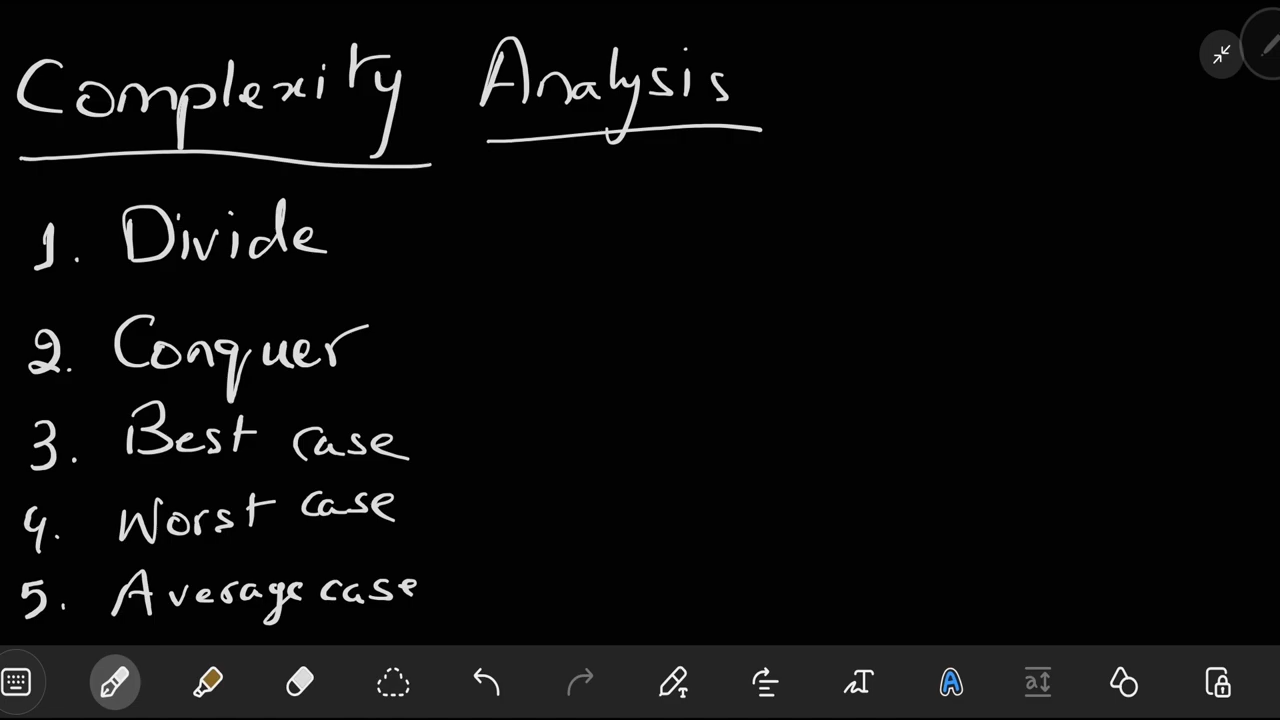 Complexity Analysis
1. Divide
2. Conquer
3. Best case
4. Worst case
5. Average case